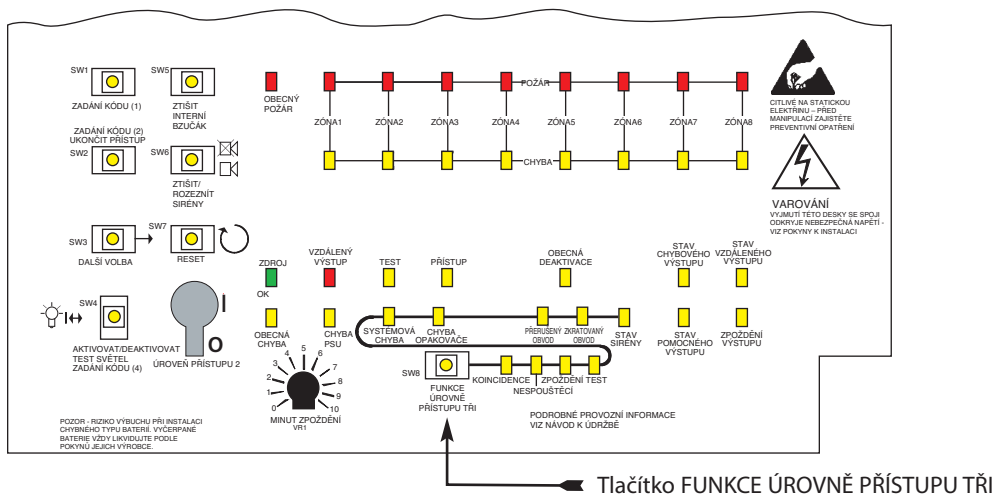 SW1
ZADÁNÍ KÓDU (1)
SW5
ZTIŠIT
INTERNÍ
BZUČÁK
OBECNÝ
POŽÁR
POŽÁR
ZÓNA1
ZÓNA2
ZÓNA3
ZÓNA4
ZÓNA5
ZÓNA6
ZÓNA7
ZÓNA8
CHYBA
CITLIVÉ NA STATICKOU
ELEKTŘINU – PŘED
MANIPULACÍ ZAJISTĚTE
PREVENTIVNÍ OPATŘENÍ
ZADÁNÍ KÓDU (2)
UKONČIT PŘÍSTUP
SW2
SW6
ZTIŠIT/
ROZEZNÍT
SIRÉNY
VAROVÁNÍ
VYJMUTÍ TÉTO DESKY SE SPOJI
ODKRYJE NEBEZPEČNÁ NAPĚTÍ -
VIZ POKYNY K INSTALACI
SW3
DALŠÍ VOLBA
SW7
RESET
ZDROJ
OK
VZDÁLENÝ
VÝSTUP
TEST
PŘÍSTUP
OBECNÁ
DEAKTIVACE
STAV
CHYBOVÉHO
VÝSTUPU
STAV
VZDÁLENÉHO
VÝSTUPU
SW4
AKTIVOVAT/DEAKTIVOVAT
TEST SVĚTEL
ZADÁNÍ KÓDU (4)
I
O
ÚROVEŇ PŘÍSTUPU 2
OBECNÁ
CHYBA
CHYBA
PSU
SYSTÉMOVÁ
CHYBA
CHYBA
OPAKOVAČE
PŘERUŠENÝ
OBVOD
ZKRATOVANÝ
OBVOD
STAV
SIRÉNY
STAV
POMOCNÉHO
VÝSTUPU
ZPOŽDĚNÍ
VÝSTUPU
0
1
2
3
4
5
6
7
8
9
10
MINUT ZPOŽDĚNÍ
VR1
SW8
FUNKCE
ÚROVNĚ
PŘÍSTUPU TŘI
KOINCIDENCE
NESPOUŠTĚCÍ
ZPOŽDĚNÍ
TEST
PODROBNÉ PROVOZNÍ INFORMACE
VIZ NÁVOD K ÚDRŽBĚ
POZOR - RIZIKO VÝBUCHU PŘI INSTALACI
CHYBNÉHO TYPU BATERIÍ. VYČERPANÉ
BATERIE VŽDY LIKVIDUJTE PODLE
POKYNŮ JEJICH VÝROBCE.
Tlačítko FUNKCE ÚROVNĚ PŘÍSTUPU TŘI